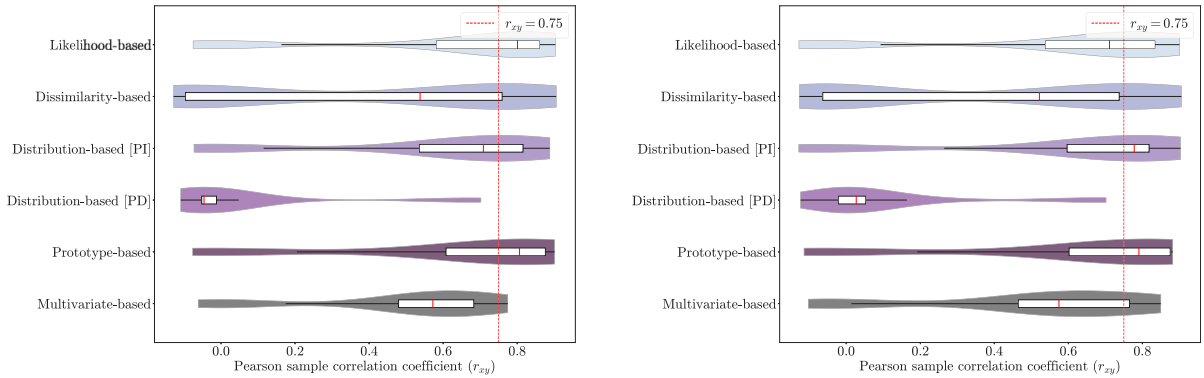 r_xy = 0.75
Likelihood-based
Dissimilarity-based
Distribution-based [PI]
Distribution-based [PD]
Prototype-based
Multivariate-based
0.0 0.2 0.4 0.6 0.8
Pearson sample correlation coefficient (r_xy)
r_xy = 0.75
Likelihood-based
Dissimilarity-based
Distribution-based [PI]
Distribution-based [PD]
Prototype-based
Multivariate-based
0.0 0.2 0.4 0.6 0.8
Pearson sample correlation coefficient (r_xy)